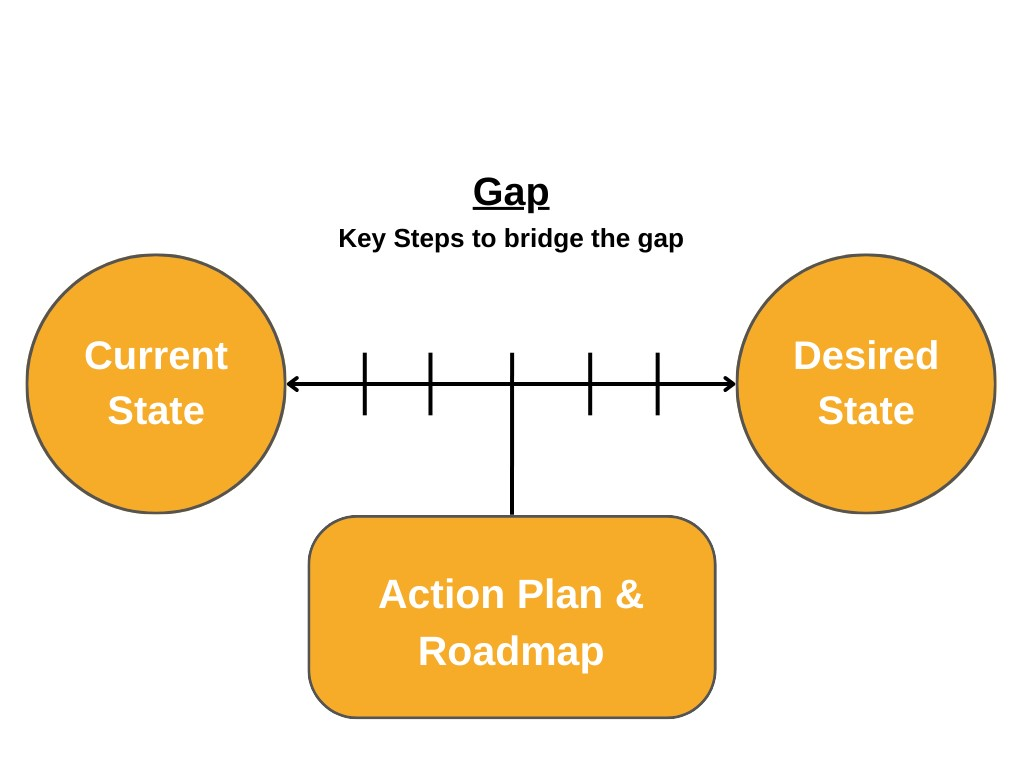 Gap
Key Steps to bridge the gap
Current
State
Desired
State
Action Plan &
Roadmap